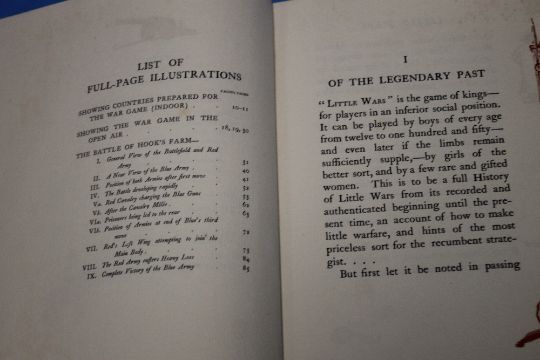 LIST OF
FULL-PAGE ILLUSTRATIONS
FACING PAGES
SHOWING COUNTRIES PREPARED FOR
THE WAR GAME (INDOOR) . . 10-11
SHOWING THE WAR GAME IN THE
OPEN AIR . . . 18, 19, 30
THE BATTLE OF HOOK'S FARM—
I. General View of the Battlefield and Red
Army . . . 31
II. A Near View of the Blue Army . 40
III. Position of both Armies after first move 41
IV. The Battle developing rapidly . 52
Va. Red Cavalry charging the Blue Guns
Vb. After the Cavalry Mêlée .
VIa. Prisoners being led to the rear
VIb. Position of Armies at end of Blue's third
move . . . 72
VII. Red's Left Wing attempting to join the
Main Body . . . 73
VIII. The Red Army suffers Heavy Loss . 84
IX. Complete Victory of the Blue Army . 85
I
OF THE LEGENDARY PAST
"LITTLE WARS" is the game of kings—
for players in an inferior social position.
It can be played by boys of every age
from twelve to one hundred and fifty—
and even later if the limbs remain
sufficiently supple,—by girls of the
better sort, and by a few rare and gifted
women. This is to be a full History
of Little Wars from its recorded and
authenticated beginning until the pre-
sent time, an account of how to make
little warfare, and hints of the most
priceless sort for the recumbent strate-
gist. . . .
But first let it be noted in passing